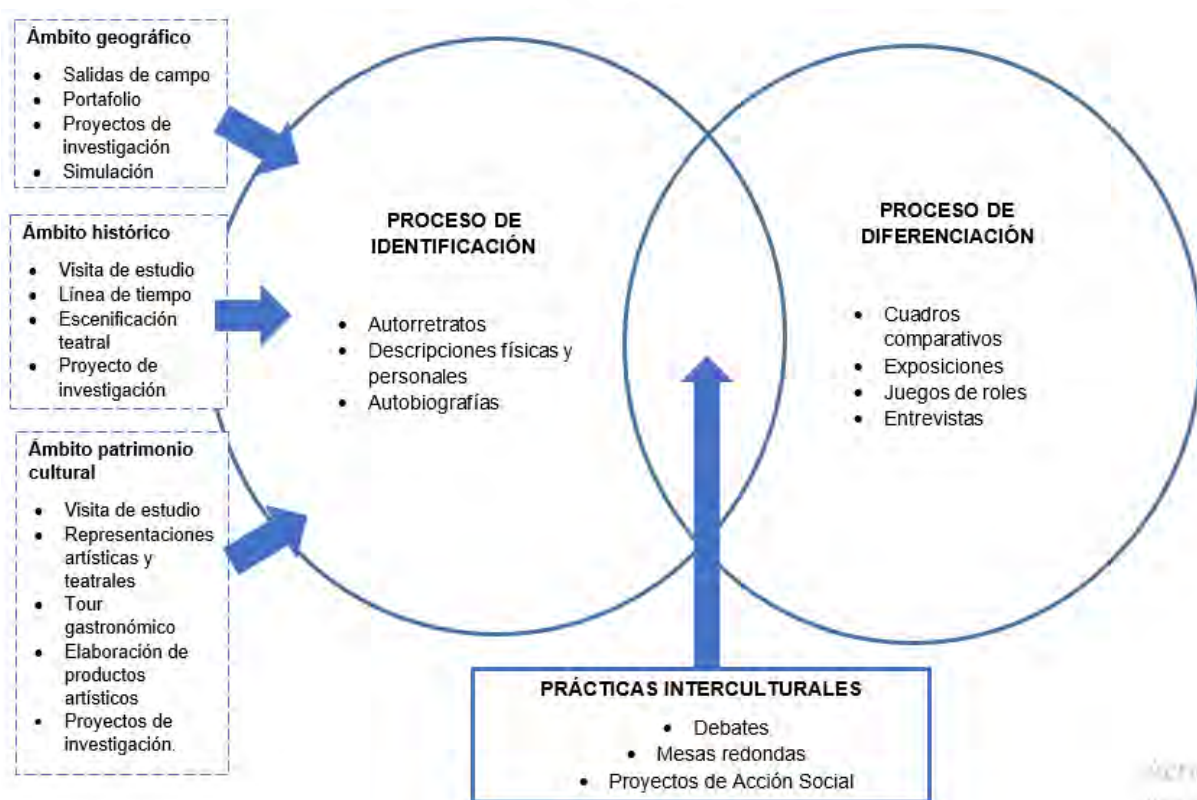 Ámbito geográfico
• Salidas de campo
• Portafolio
• Proyectos de
investigación
• Simulación
Ámbito histórico
• Visita de estudio
• Línea de tiempo
• Escenificación
teatral
• Proyecto de
investigación
Ámbito patrimonio
cultural
• Visita de estudio
• Representaciones
artísticas y
teatrales
• Tour
gastronómico
• Elaboración de
productos
artísticos
• Proyectos de
investigación.
PROCESO DE
IDENTIFICACIÓN
• Autorretratos
• Descripciones físicas y
personales
• Autobiografías
PROCESO DE
DIFERENCIACIÓN
• Cuadros
comparativos
• Exposiciones
• Juegos de roles
• Entrevistas
PRÁCTICAS INTERCULTURALES
• Debates
• Mesas redondas
• Proyectos de Acción Social